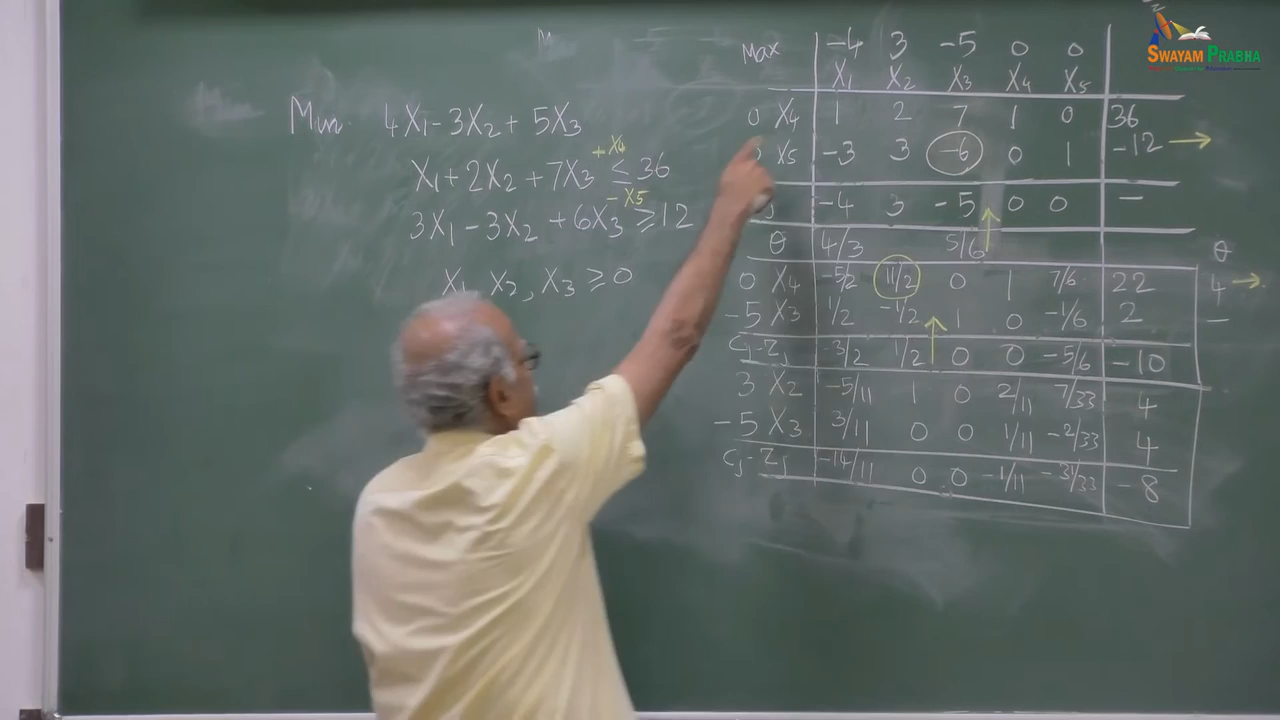 SWAYAM PRABHA
Min. 4X1 - 3X2 + 5X3
X1 + 2X2 + 7X3 + X4 ≤ 36
3X1 - 3X2 + 6X3 - X5 ≥ 12
X1, X2, X3 ≥ 0
Max -4 3 -5 0 0
X1 X2 X3 X4 X5
0 X4 1 2 7 1 0 36
X5 -3 3 -6 0 1 -12 →
-4 3 -5 0 0 -
θ 4/3 5/6 ↑ θ
0 X4 -5/2 11/2 0 1 7/6 22 4 →
-5 X3 1/2 -1/2 1 0 -1/6 2 -
Cj-Zj -3/2 1/2 ↑ 0 0 -5/6 -10
3 X2 -5/11 1 0 2/11 7/33 4
-5 X3 3/11 0 0 1/11 -2/33 4
Cj-Zj -14/11 0 0 -1/11 -31/33 -8